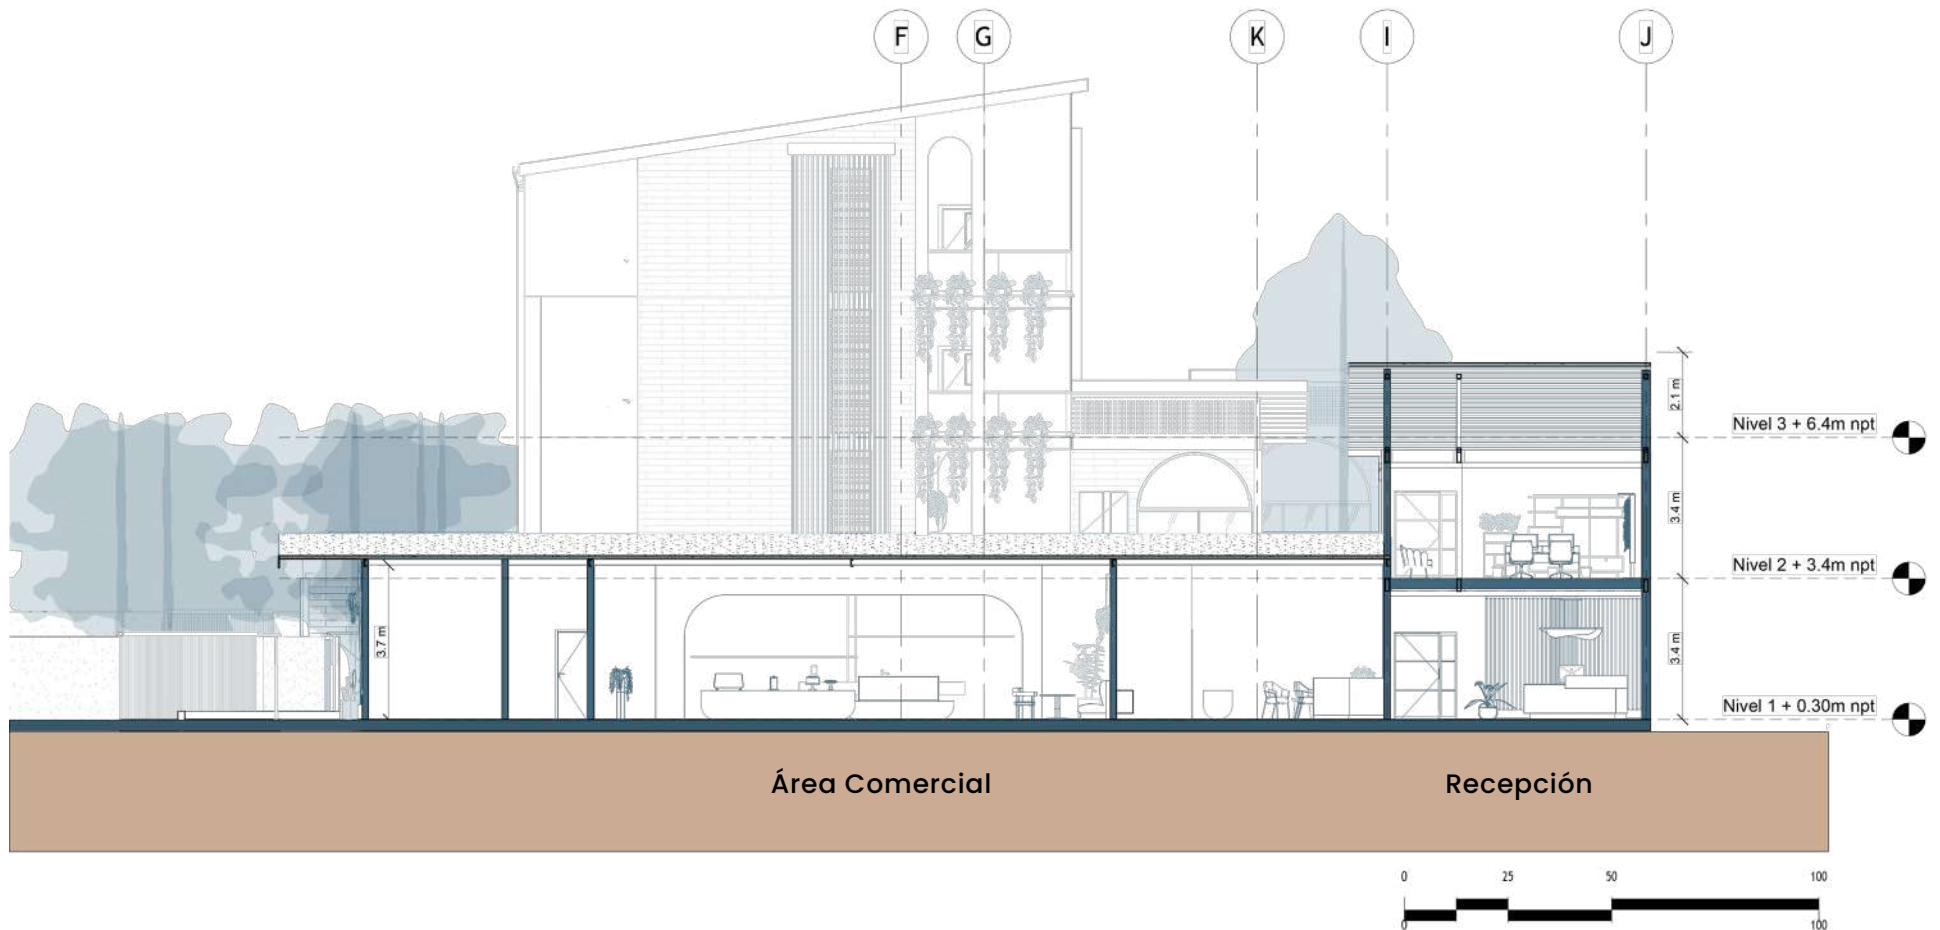 F G K I J
2.1 m
Nivel 3 + 6.4m npt
3.4 m
Nivel 2 + 3.4m npt
3.7 m
3.4 m
Nivel 1 + 0.30m npt
Área Comercial Recepción
0 25 50 100
0 100